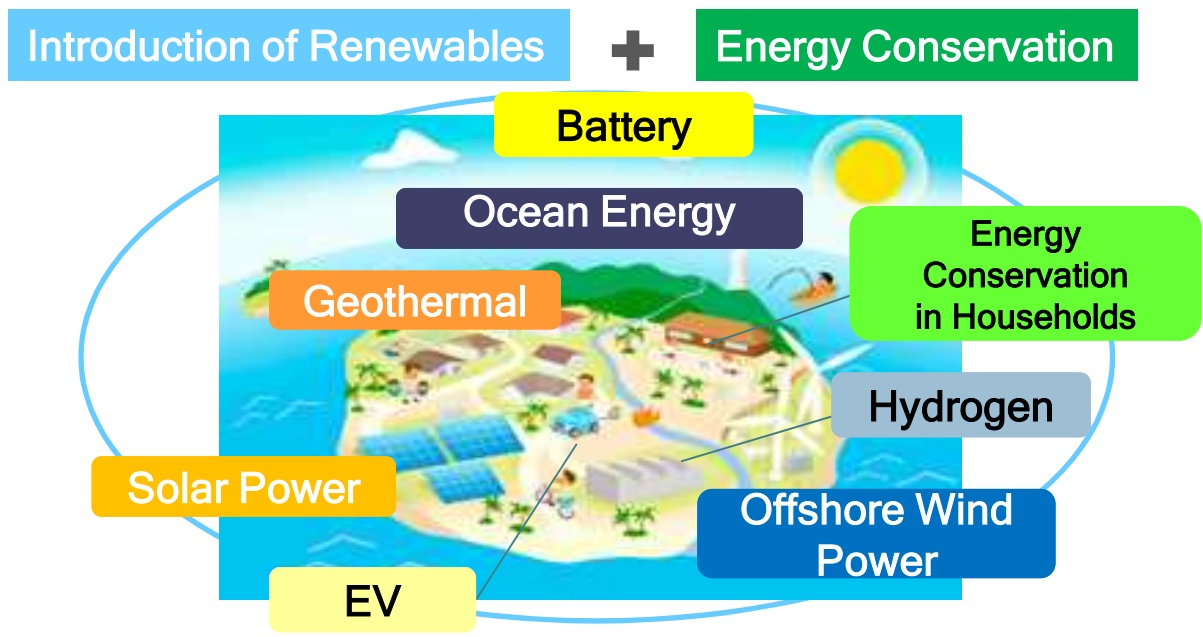 Introduction of Renewables
+
Energy Conservation
Battery
Ocean Energy
Energy
Conservation
in Households
Geothermal
Hydrogen
Solar Power
Offshore Wind
Power
EV